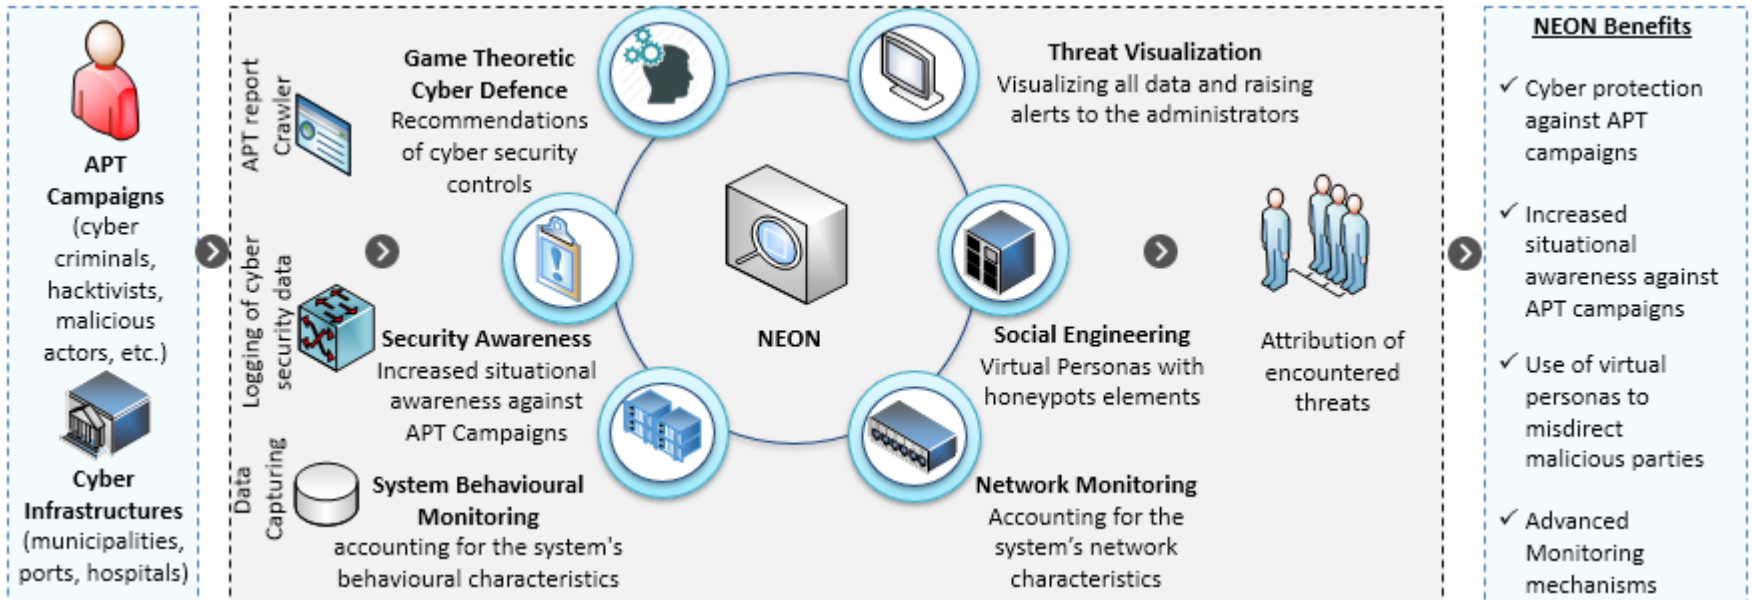 APT
Campaigns
(cyber
criminals,
hacktivists,
malicious
actors, etc.)
Cyber
Infrastructures
(municipalities,
ports, hospitals)
APT report
Crawler
Logging of cyber
security data
Data
Capturing
Game Theoretic
Cyber Defence
Recommendations
of cyber security
controls
Security Awareness
Increased situational
awareness against
APT Campaigns
System Behavioural
Monitoring
accounting for the system's
behavioural characteristics
NEON
Threat Visualization
Visualizing all data and raising
alerts to the administrators
Social Engineering
Virtual Personas with
honeypots elements
Network Monitoring
Accounting for the
system’s network
characteristics
Attribution of
encountered
threats
NEON Benefits
✓ Cyber protection
against APT
campaigns
✓ Increased
situational
awareness against
APT campaigns
✓ Use of virtual
personas to
misdirect
malicious parties
✓ Advanced
Monitoring
mechanisms